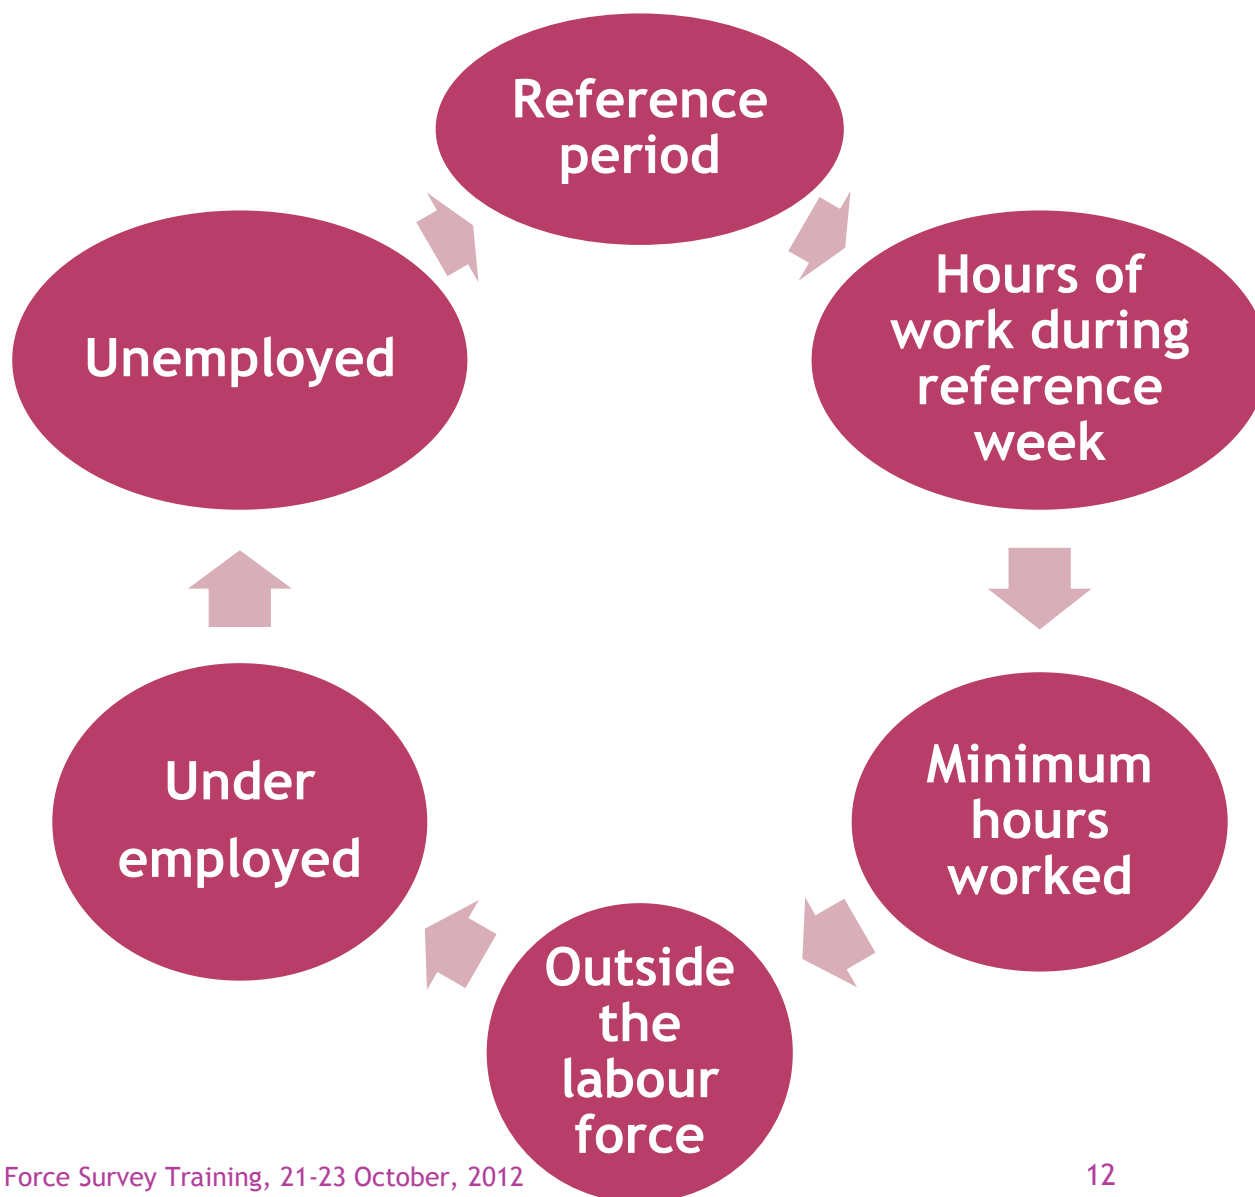 Reference
period
Hours of
work during
reference
week
Minimum
hours
worked
Outside
the
labour
force
Under
employed
Unemployed
Force Survey Training, 21-23 October, 2012
12